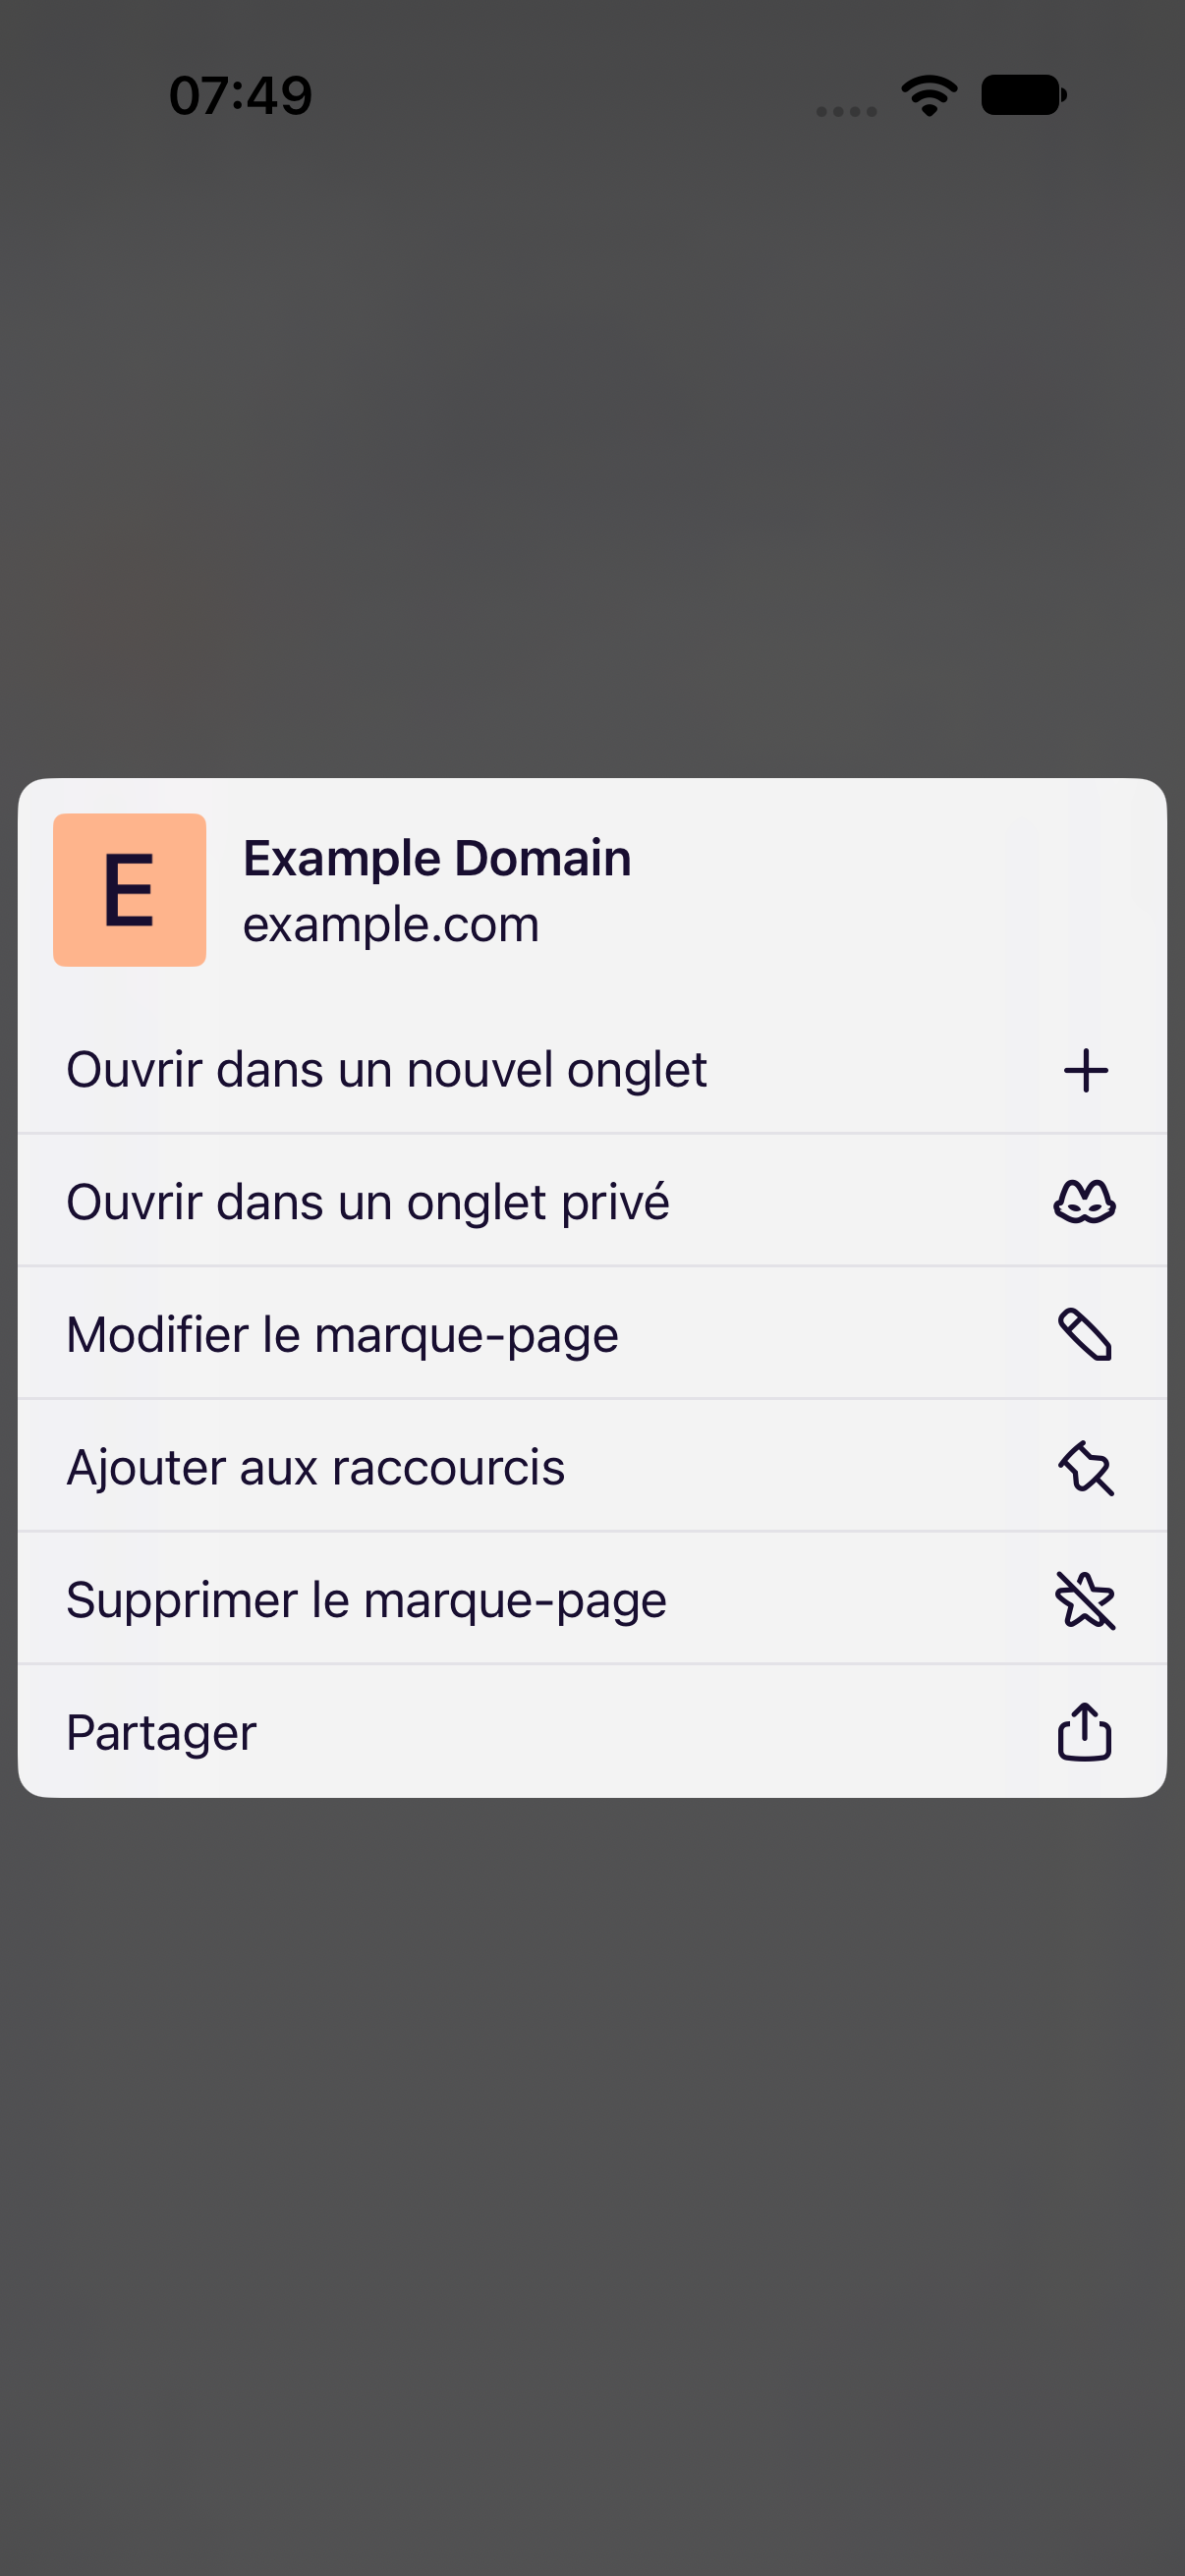 07:49
E
Example Domain
example.com
Ouvrir dans un nouvel onglet
Ouvrir dans un onglet privé
Modifier le marque-page
Ajouter aux raccourcis
Supprimer le marque-page
Partager